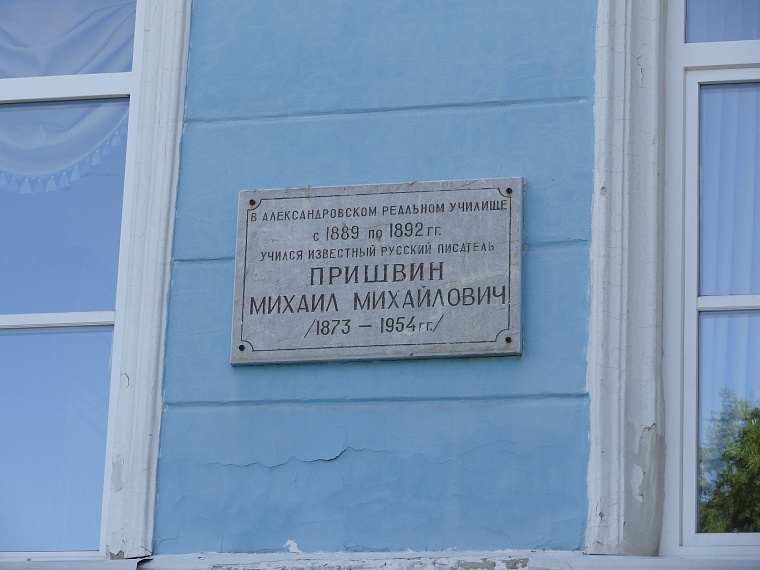 В АЛЕКСАНДРОВСКОМ РЕАЛЬНОМ УЧИЛИЩЕ
С 1889 ПО 1892 ГГ.
УЧИЛСЯ ИЗВЕСТНЫЙ РУССКИЙ ПИСАТЕЛЬ
ПРИШВИН
МИХАИЛ МИХАЙЛОВИЧ
/1873 – 1954 гг./